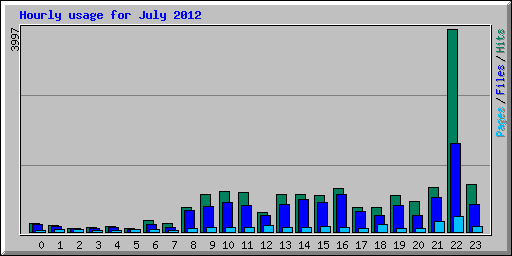 Hourly usage for July 2012
3997
Pages/Files/Hits
0 1 2 3 4 5 6 7 8 9 10 11 12 13 14 15 16 17 18 19 20 21 22 23